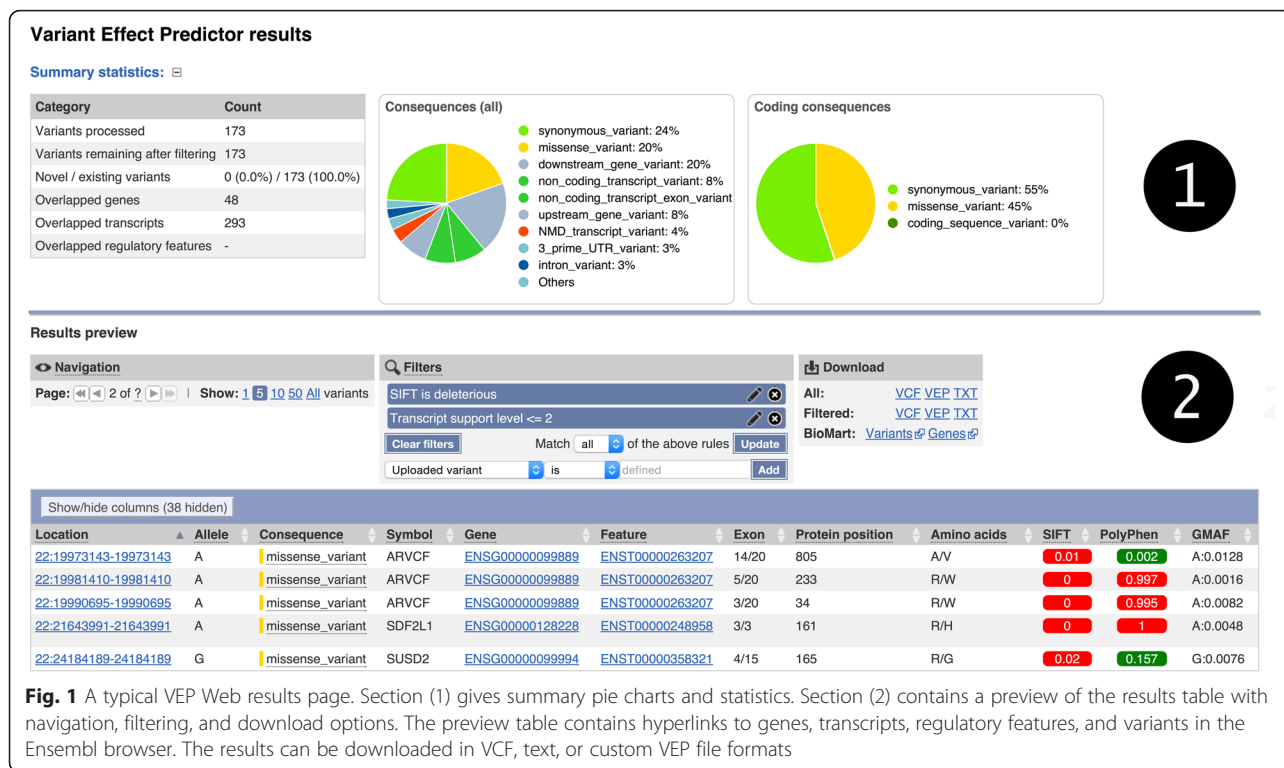 Variant Effect Predictor results
Summary statistics:
Category Count
Variants processed 173
Variants remaining after filtering 173
Novel / existing variants 0 (0.0%) / 173 (100.0%)
Overlapped genes 48
Overlapped transcripts 293
Overlapped regulatory features -
Consequences (all)
synonymous_variant: 24%
missense_variant: 20%
downstream_gene_variant: 20%
non_coding_transcript_variant: 8%
non_coding_transcript_exon_variant
upstream_gene_variant: 8%
NMD_transcript_variant: 4%
3_prime_UTR_variant: 3%
intron_variant: 3%
Others
Coding consequences
synonymous_variant: 55%
missense_variant: 45%
coding_sequence_variant: 0%
1
Results preview
Navigation
Page: 2 of ? | Show: 1 5 10 50 All variants
Filters
SIFT is deleterious
Transcript support level <= 2
Clear filters Match all of the above rules Update
Uploaded variant is defined Add
Download
All: VCF VEP TXT
Filtered: VCF VEP TXT
BioMart: Variants Genes
2
Show/hide columns (38 hidden)
Location Allele Consequence Symbol Gene Feature Exon Protein position Amino acids SIFT PolyPhen GMAF
22:19973143-19973143 A missense_variant ARVCF ENSG00000099889 ENST00000263207 14/20 805 A/V 0.01 0.002 A:0.0128
22:19981410-19981410 A missense_variant ARVCF ENSG00000099889 ENST00000263207 5/20 233 R/W 0 0.997 A:0.0016
22:19990695-19990695 A missense_variant ARVCF ENSG00000099889 ENST00000263207 3/20 34 R/W 0 0.995 A:0.0082
22:21643991-21643991 A missense_variant SDF2L1 ENSG00000128228 ENST00000248958 3/3 161 R/H 0 1 A:0.0048
22:24184189-24184189 G missense_variant SUSD2 ENSG00000099994 ENST00000358321 4/15 165 R/G 0.02 0.157 G:0.0076
Fig. 1 A typical VEP Web results page. Section (1) gives summary pie charts and statistics. Section (2) contains a preview of the results table with
navigation, filtering, and download options. The preview table contains hyperlinks to genes, transcripts, regulatory features, and variants in the
Ensembl browser. The results can be downloaded in VCF, text, or custom VEP file formats